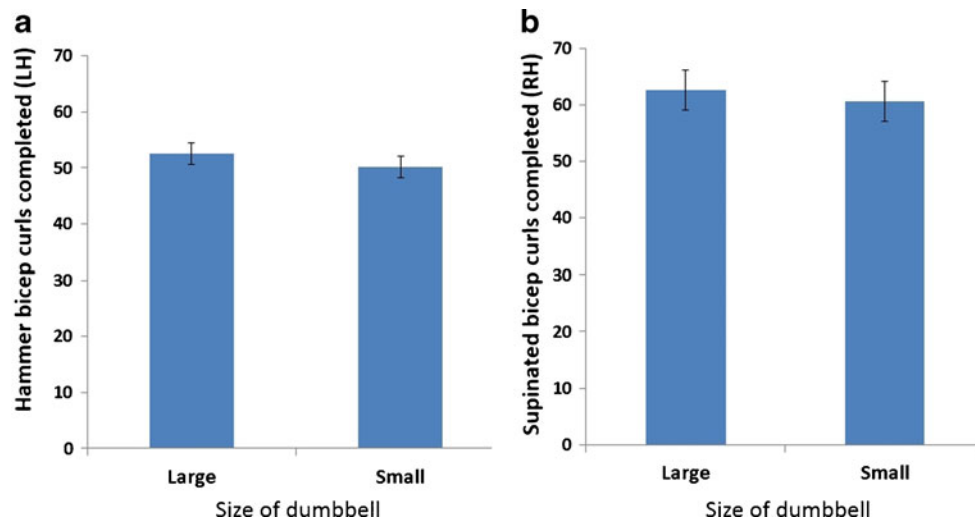 a
Hammer bicep curls completed (LH)
70
60
50
40
30
20
10
0
Large
Small
Size of dumbbell
b
Supinated bicep curls completed (RH)
70
60
50
40
30
20
10
0
Large
Small
Size of dumbbell